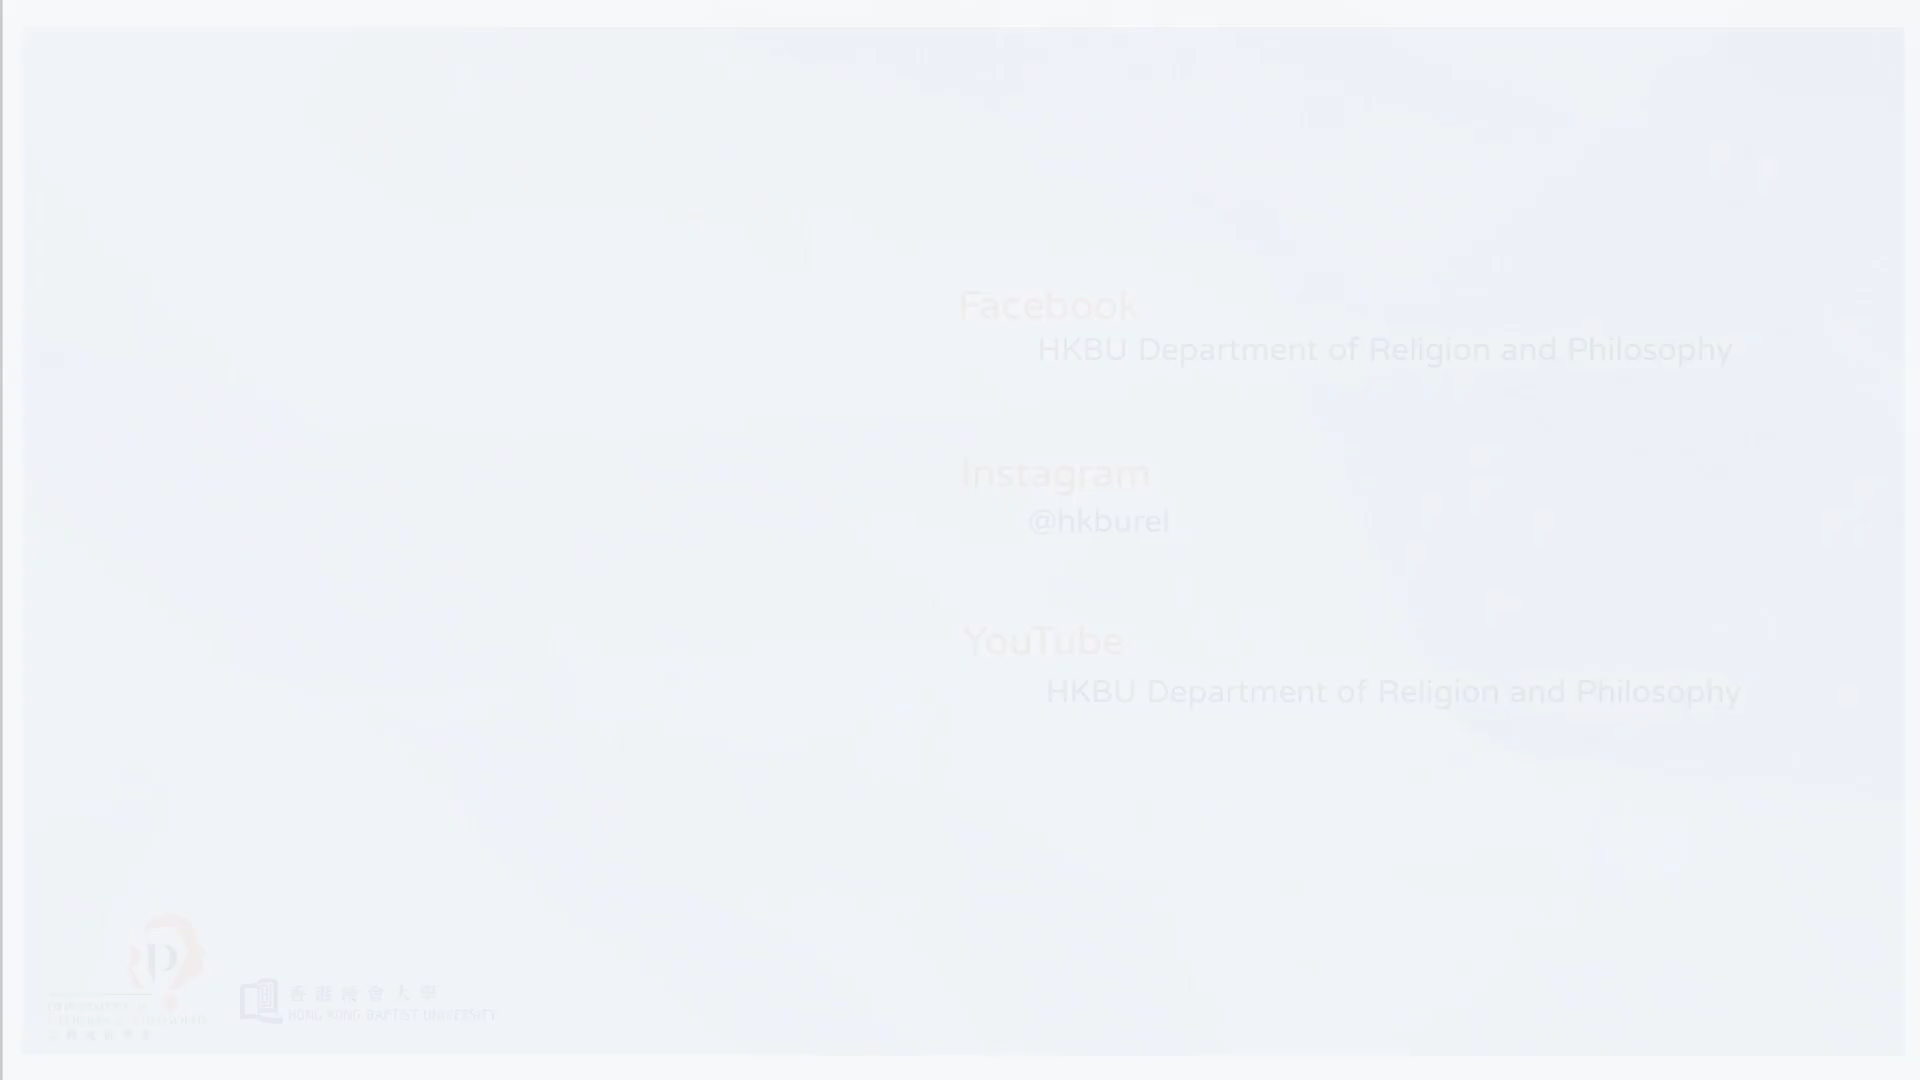 Facebook
HKBU Department of Religion and Philosophy
Instagram
@hkburel
YouTube
HKBU Department of Religion and Philosophy
香港浸會大學
HONG KONG BAPTIST UNIVERSITY